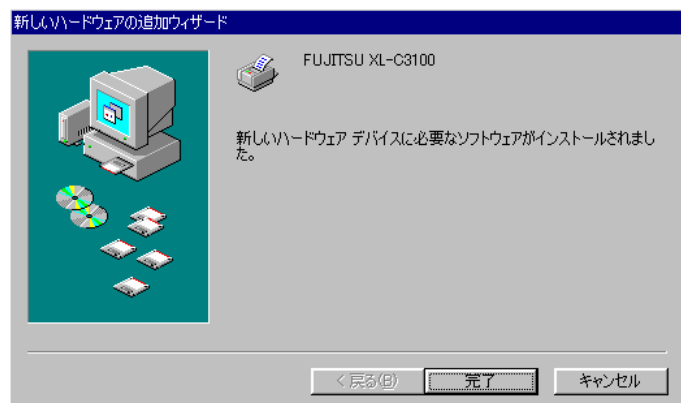 新しいハードウェアの追加ウィザード
FUJITSU XL-C3100
新しいハードウェア デバイスに必要なソフトウェアがインストールされまし
た。
< 戻る(B)
完了
キャンセル